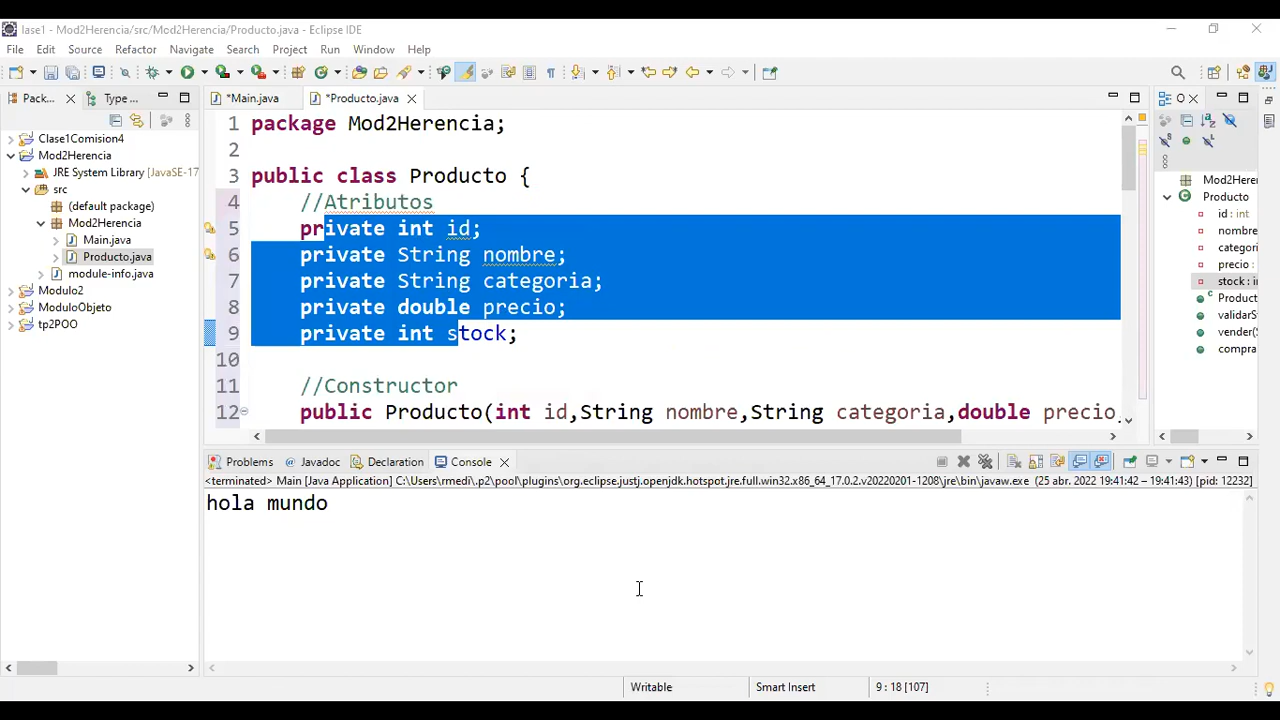 lase1 - Mod2Herencia/src/Mod2Herencia/Producto.java - Eclipse IDE
File Edit Source Refactor Navigate Search Project Run Window Help
Pack... Type ... *Main.java *Producto.java O
Clase1Comision4
Mod2Herencia
JRE System Library [JavaSE-17
src
(default package)
Mod2Herencia
Main.java
Producto.java
module-info.java
Modulo2
ModuloObjeto
tp2POO
1 package Mod2Herencia;
2
3 public class Producto {
4 //Atributos
5 private int id;
6 private String nombre;
7 private String categoria;
8 private double precio;
9 private int stock;
10
11 //Constructor
12 public Producto(int id,String nombre,String categoria,double precio,
Mod2Herer
Producto
id : int
nombre
categori
precio :
stock : in
Product
validarS
vender(
compra
Problems Javadoc Declaration Console
<terminated> Main [Java Application] C:\Users\rmedi\.p2\pool\plugins\org.eclipse.justj.openjdk.hotspot.jre.full.win32.x86_64_17.0.2.v20220201-1208\jre\bin\javaw.exe (25 abr. 2022 19:41:42 – 19:41:43) [pid: 12232]
hola mundo
Writable Smart Insert 9 : 18 [107]